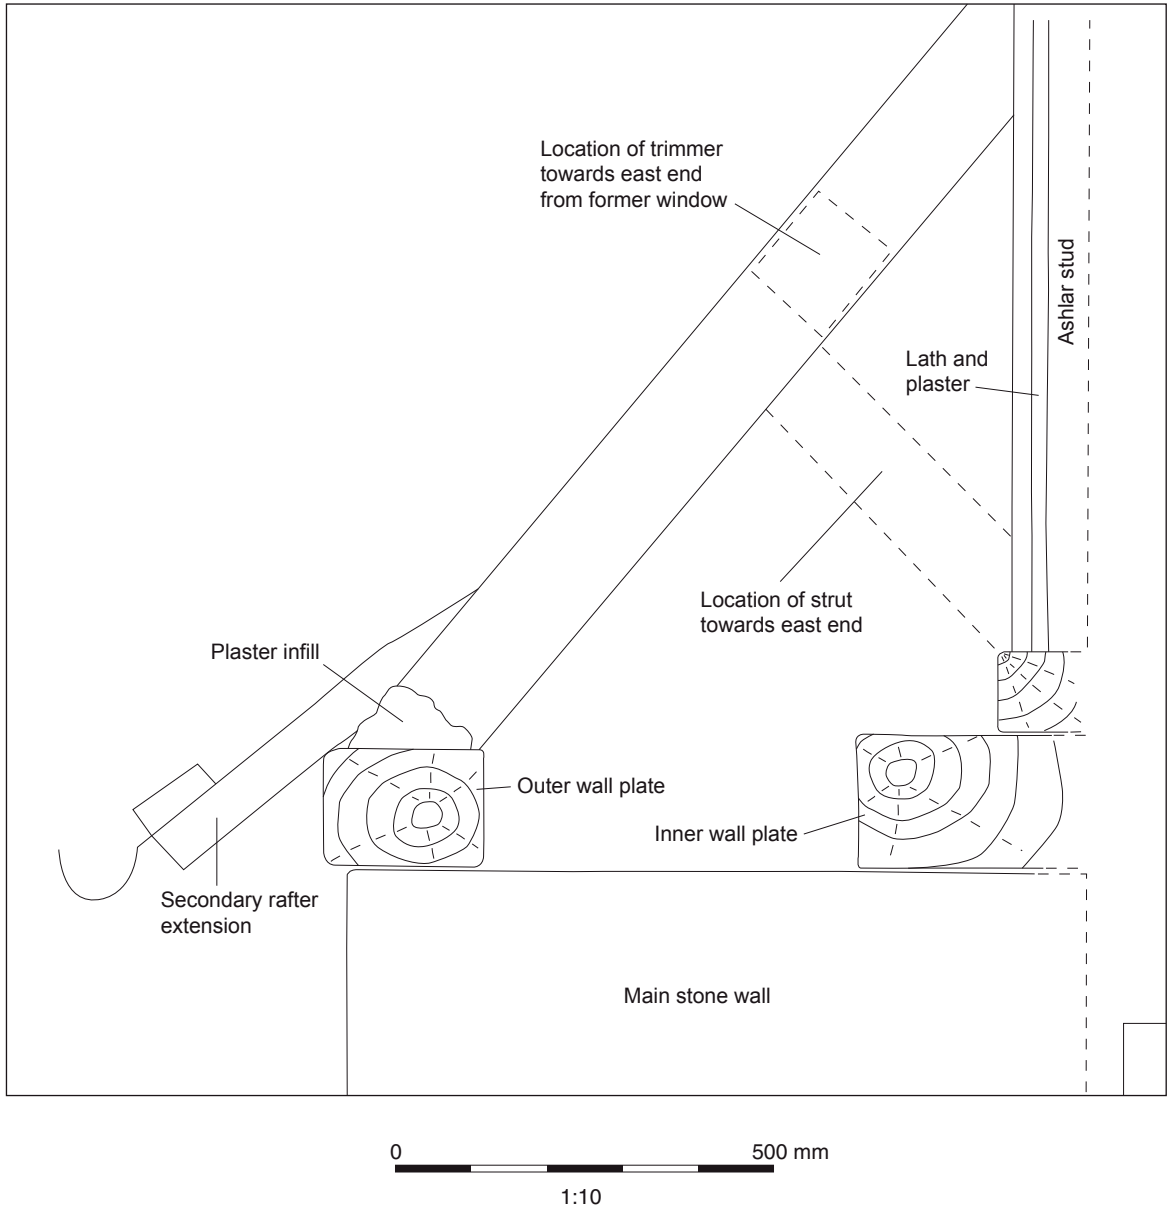 Location of trimmer
towards east end
from former window
Ashlar stud
Lath and
plaster
Location of strut
towards east end
Plaster infill
Outer wall plate
Inner wall plate
Secondary rafter
extension
Main stone wall
0 500 mm
1:10